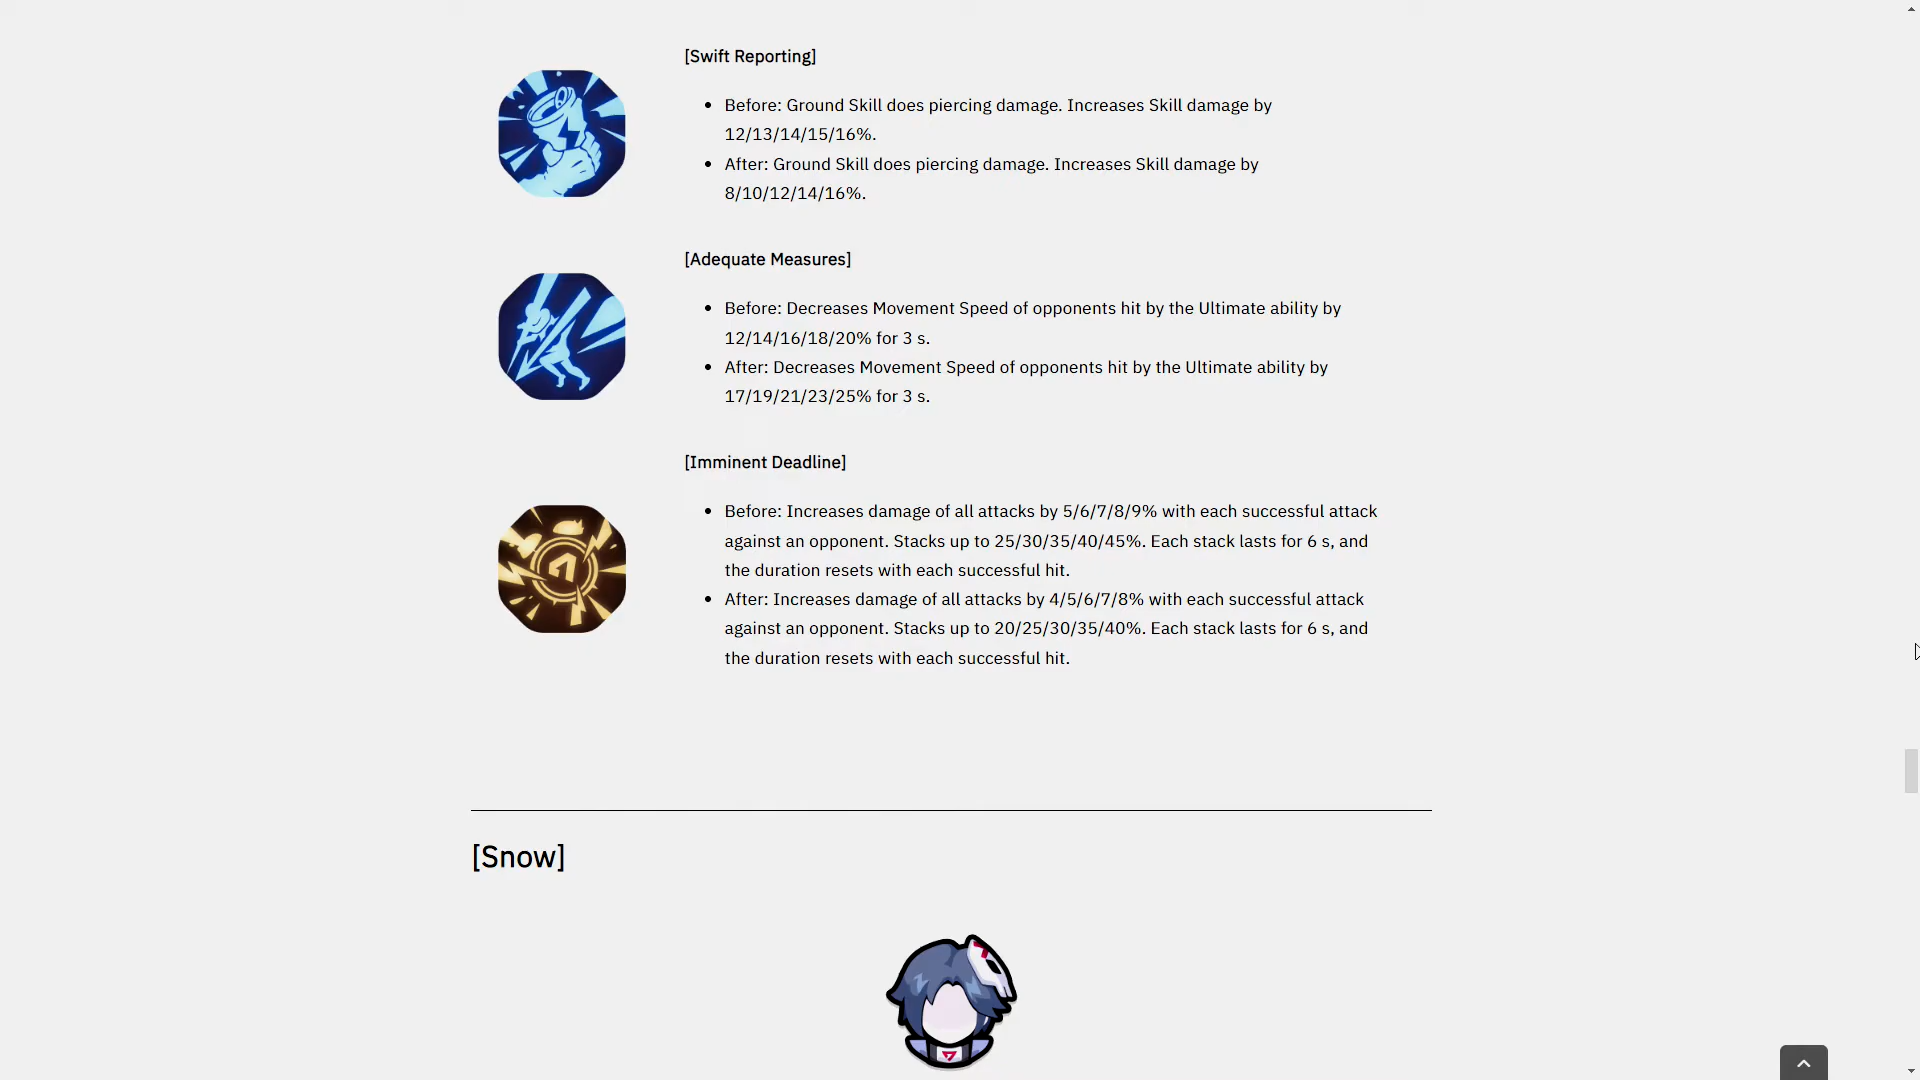 [Swift Reporting]
• Before: Ground Skill does piercing damage. Increases Skill damage by
12/13/14/15/16%.
• After: Ground Skill does piercing damage. Increases Skill damage by
8/10/12/14/16%.
[Adequate Measures]
• Before: Decreases Movement Speed of opponents hit by the Ultimate ability by
12/14/16/18/20% for 3 s.
• After: Decreases Movement Speed of opponents hit by the Ultimate ability by
17/19/21/23/25% for 3 s.
[Imminent Deadline]
• Before: Increases damage of all attacks by 5/6/7/8/9% with each successful attack
against an opponent. Stacks up to 25/30/35/40/45%. Each stack lasts for 6 s, and
the duration resets with each successful hit.
• After: Increases damage of all attacks by 4/5/6/7/8% with each successful attack
against an opponent. Stacks up to 20/25/30/35/40%. Each stack lasts for 6 s, and
the duration resets with each successful hit.
[Snow]